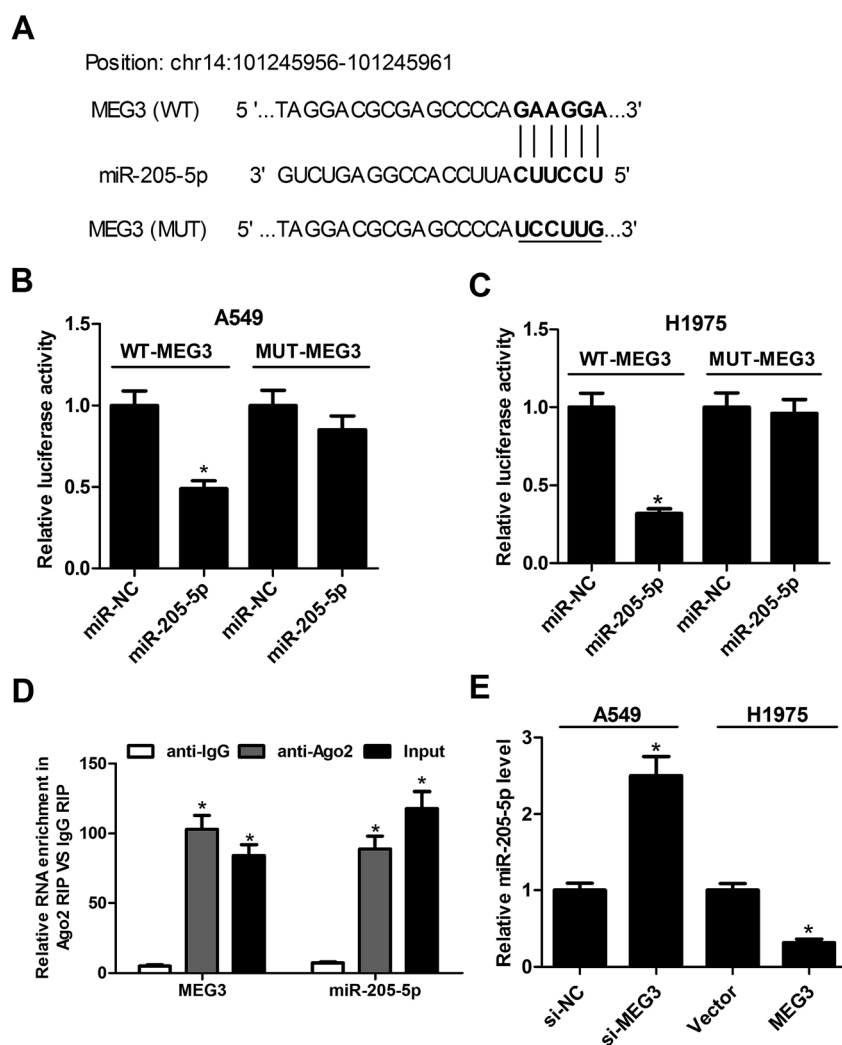 A
Position: chr14:101245956-101245961
MEG3 (WT) 5 '...TAGGACGCGAGCCCCAGAAGGA...3'
miR-205-5p 3' GUCUGAGGCCACCUUACUUCCU 5'
MEG3 (MUT) 5' ...TAGGACGCGAGCCCCAUCCUUG...3'
B
A549
WT-MEG3 MUT-MEG3
Relative luciferase activity
1.5
1.0
0.5
0.0
*
miR-NC
miR-205-5p
miR-NC
miR-205-5p
C
H1975
WT-MEG3 MUT-MEG3
Relative luciferase activity
1.5
1.0
0.5
0.0
*
miR-NC
miR-205-5p
miR-NC
miR-205-5p
D
anti-IgG anti-Ago2 Input
Relative RNA enrichment in
Ago2 RIP VS IgG RIP
150
100
50
0
* * * *
MEG3 miR-205-5p
E
A549 H1975
Relative miR-205-5p level
3
2
1
0
* *
si-NC
si-MEG3
Vector
MEG3